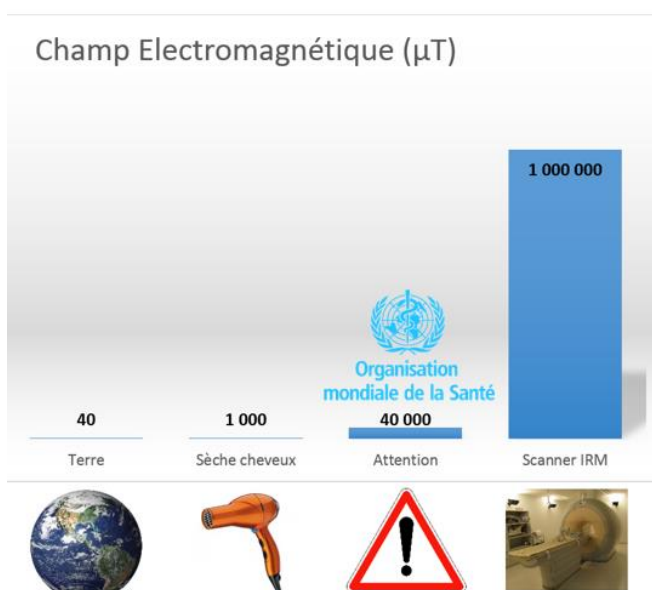 Champ Electromagnétique (µT)
1 000 000
Organisation
mondiale de la Santé
40
1 000
40 000
Terre
Sèche cheveux
Attention
Scanner IRM